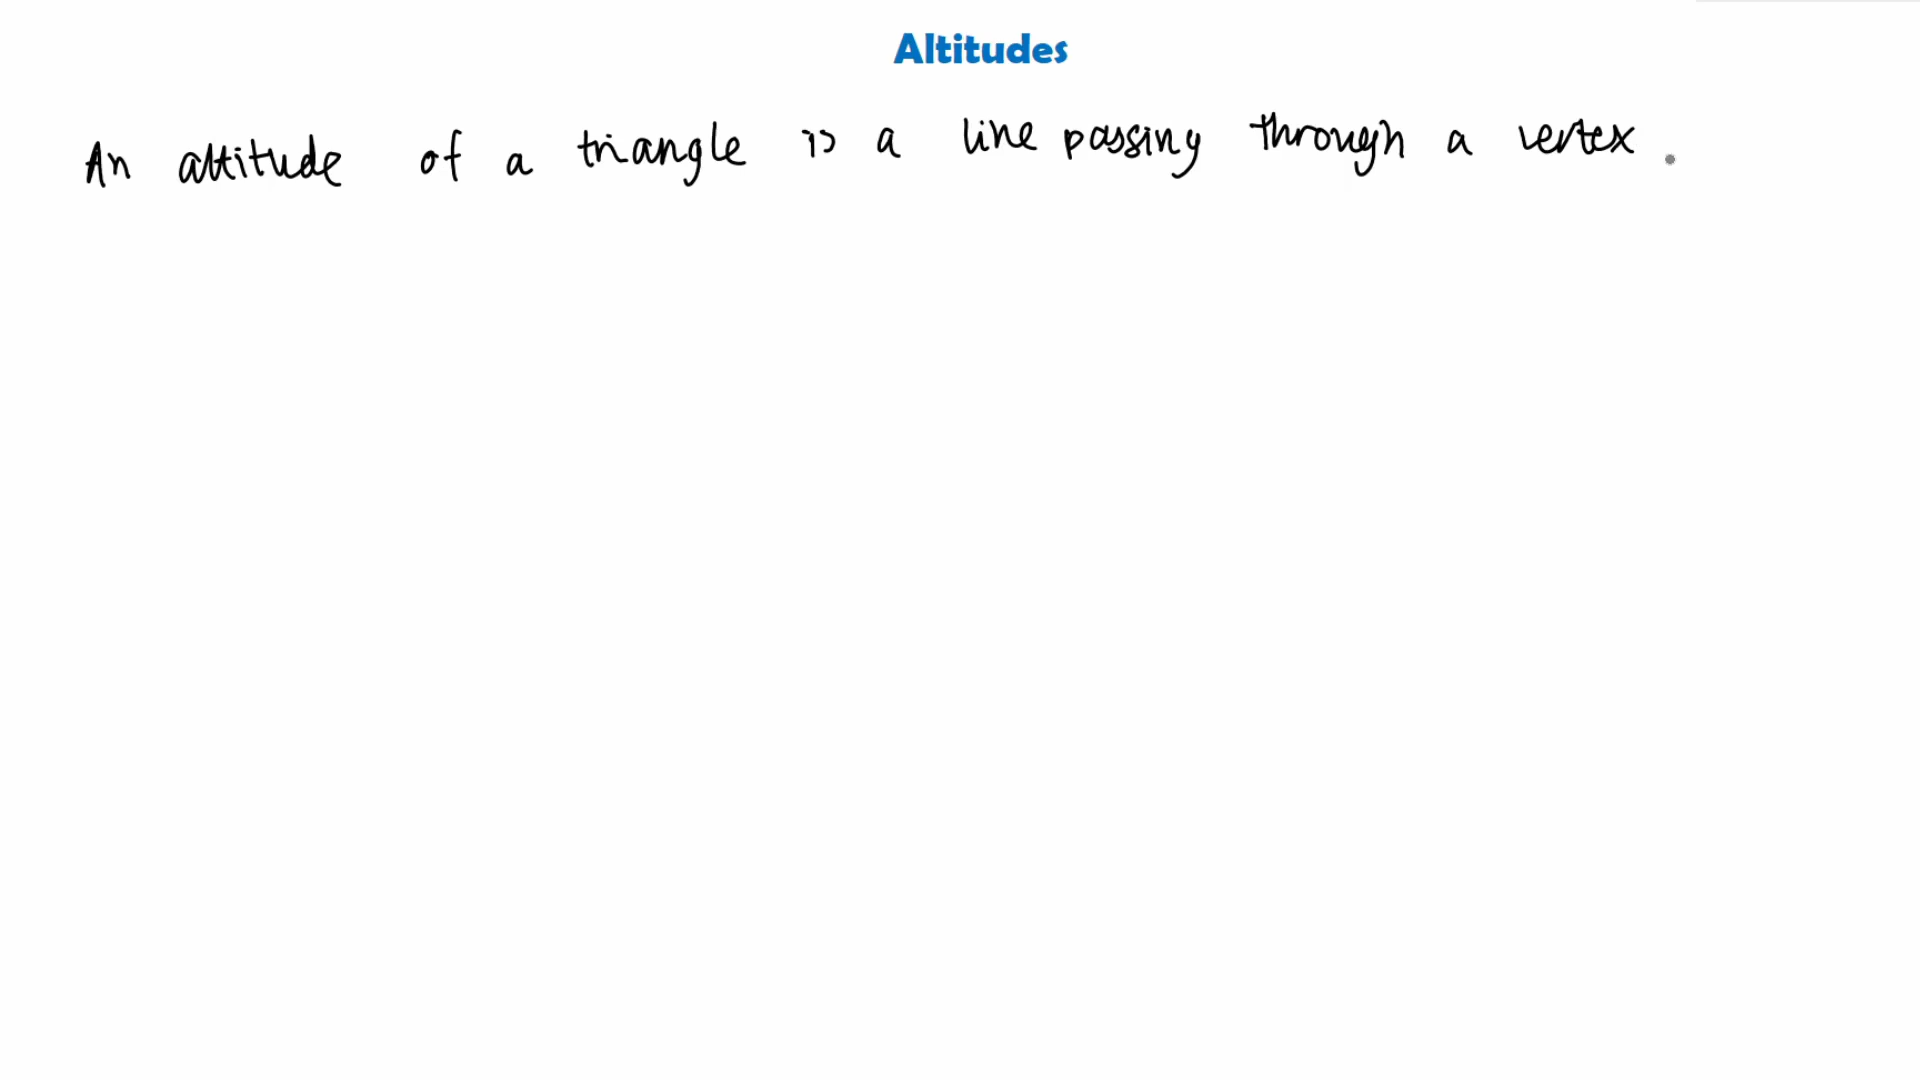 Altitudes
An altitude of a triangle is a line passing through a vertex